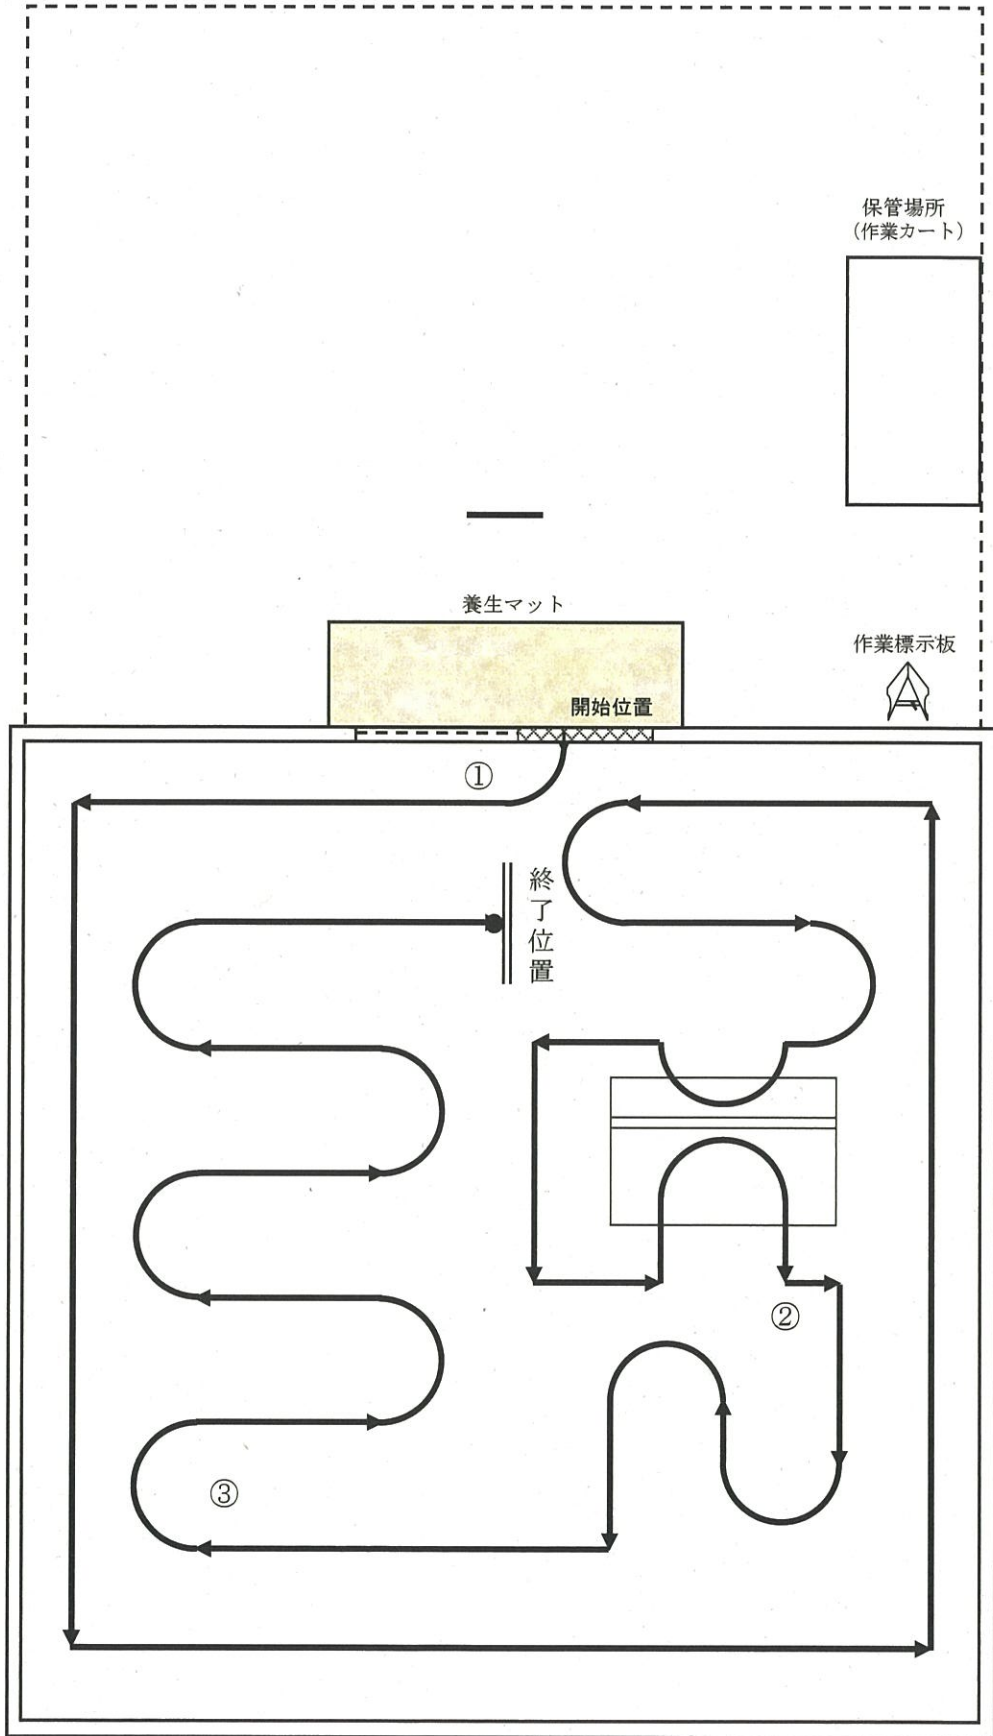 保管場所
（作業カート）
養生マット
作業標示板
開始位置
①
終了位置
②
③